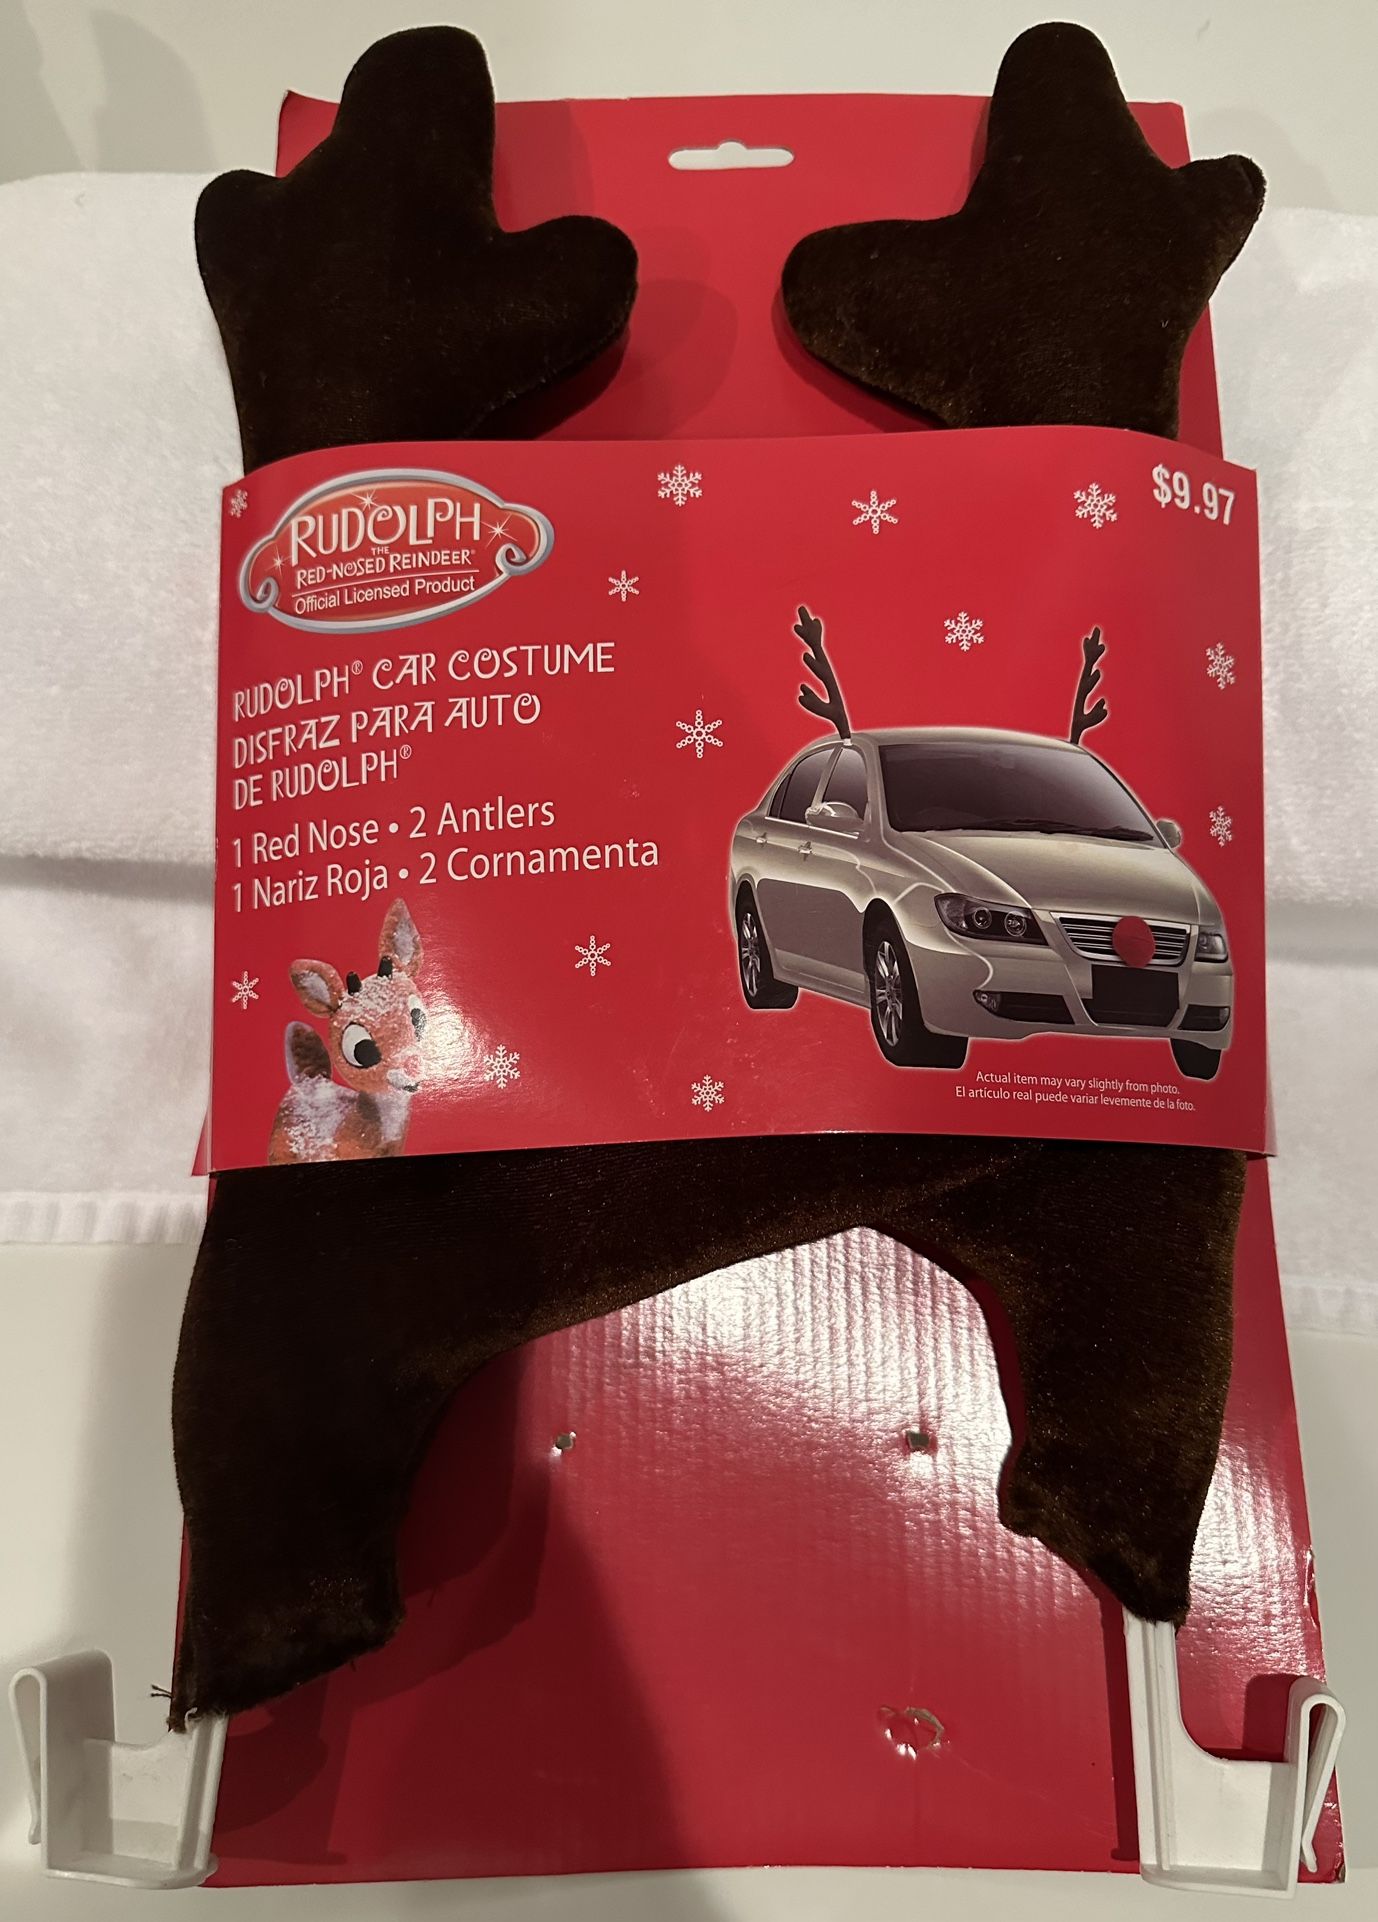 $9.97
RUDOLPH
THE
RED-NOSED REINDEER®
Official Licensed Product
RUDOLPH® CAR COSTUME
DISFRAZ PARA AUTO
DE RUDOLPH®
1 Red Nose • 2 Antlers
1 Nariz Roja • 2 Cornamenta
Actual item may vary slightly from photo.
El artículo real puede variar levemente de la foto.